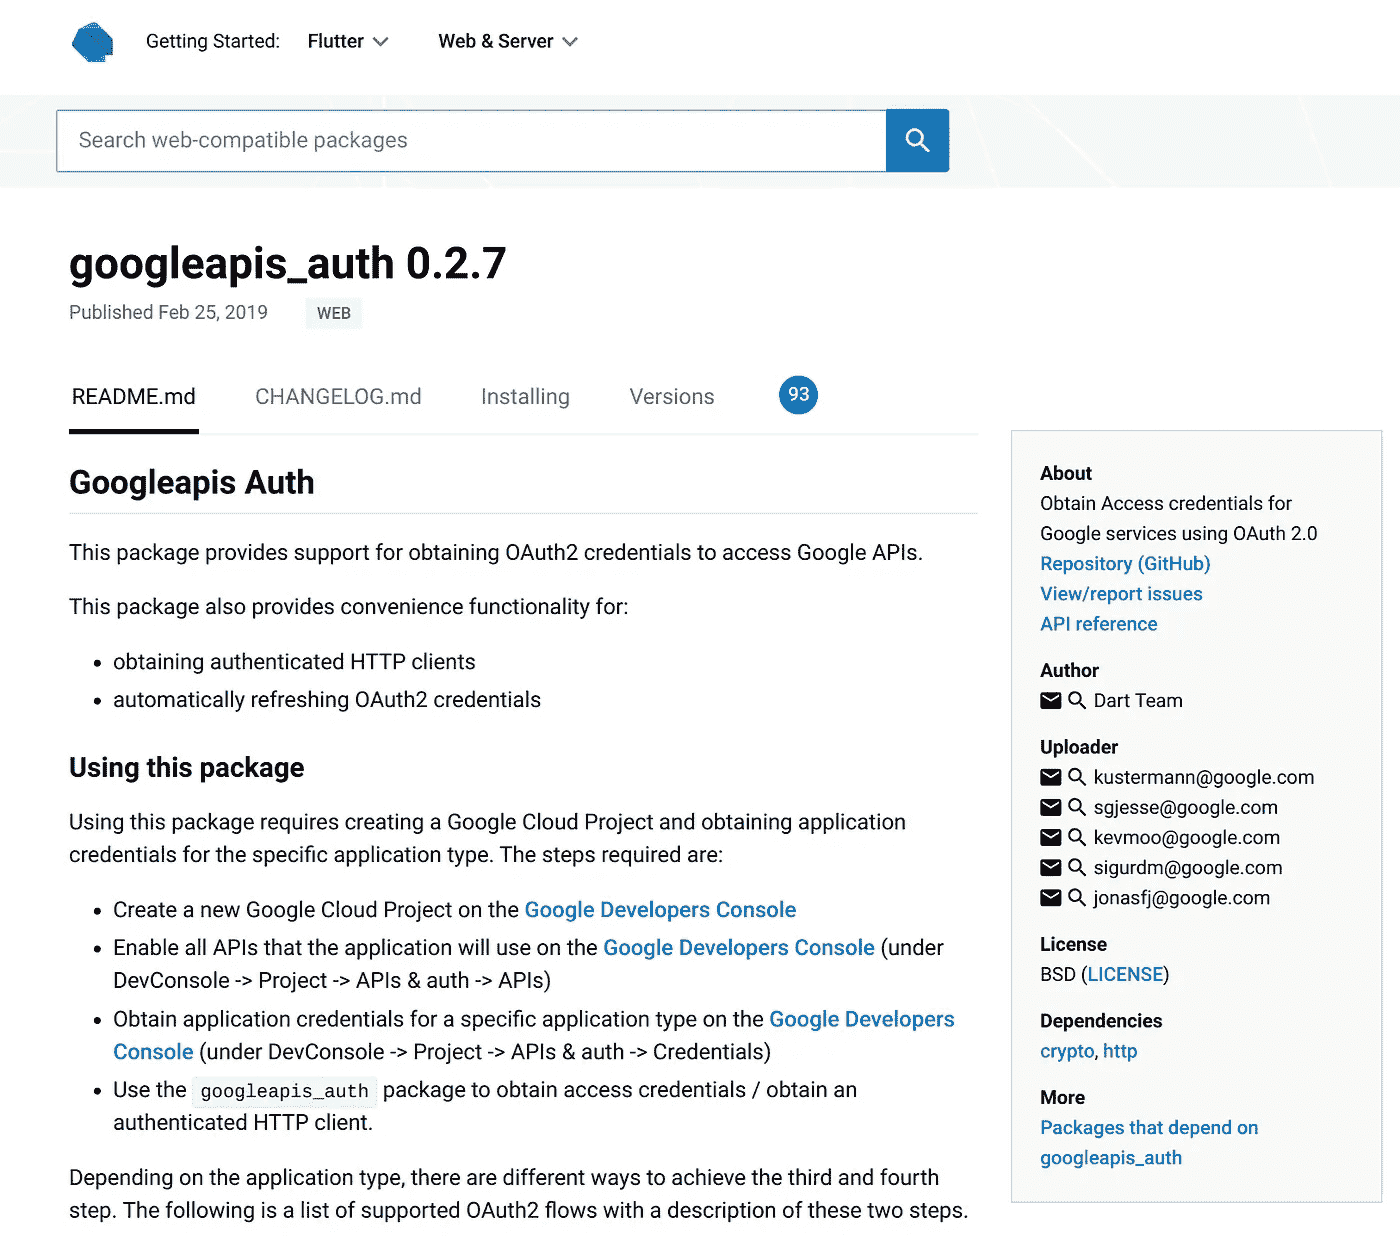 Getting Started: Flutter Web & Server
Search web-compatible packages
googleapis_auth 0.2.7
Published Feb 25, 2019 WEB
README.md CHANGELOG.md Installing Versions 93
Googleapis Auth
This package provides support for obtaining OAuth2 credentials to access Google APIs.
This package also provides convenience functionality for:
• obtaining authenticated HTTP clients
• automatically refreshing OAuth2 credentials
Using this package
Using this package requires creating a Google Cloud Project and obtaining application
credentials for the specific application type. The steps required are:
• Create a new Google Cloud Project on the Google Developers Console
• Enable all APIs that the application will use on the Google Developers Console (under
DevConsole -> Project -> APIs & auth -> APIs)
• Obtain application credentials for a specific application type on the Google Developers
Console (under DevConsole -> Project -> APIs & auth -> Credentials)
• Use the googleapis_auth package to obtain access credentials / obtain an
authenticated HTTP client.
Depending on the application type, there are different ways to achieve the third and fourth
step. The following is a list of supported OAuth2 flows with a description of these two steps.
About
Obtain Access credentials for
Google services using OAuth 2.0
Repository (GitHub)
View/report issues
API reference
Author
Dart Team
Uploader
kustermann@google.com
sgjesse@google.com
kevmoo@google.com
sigurdm@google.com
jonasfj@google.com
License
BSD (LICENSE)
Dependencies
crypto, http
More
Packages that depend on
googleapis_auth